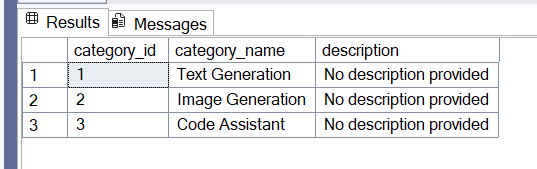 Results Messages
category_id category_name description
1 1 Text Generation No description provided
2 2 Image Generation No description provided
3 3 Code Assistant No description provided